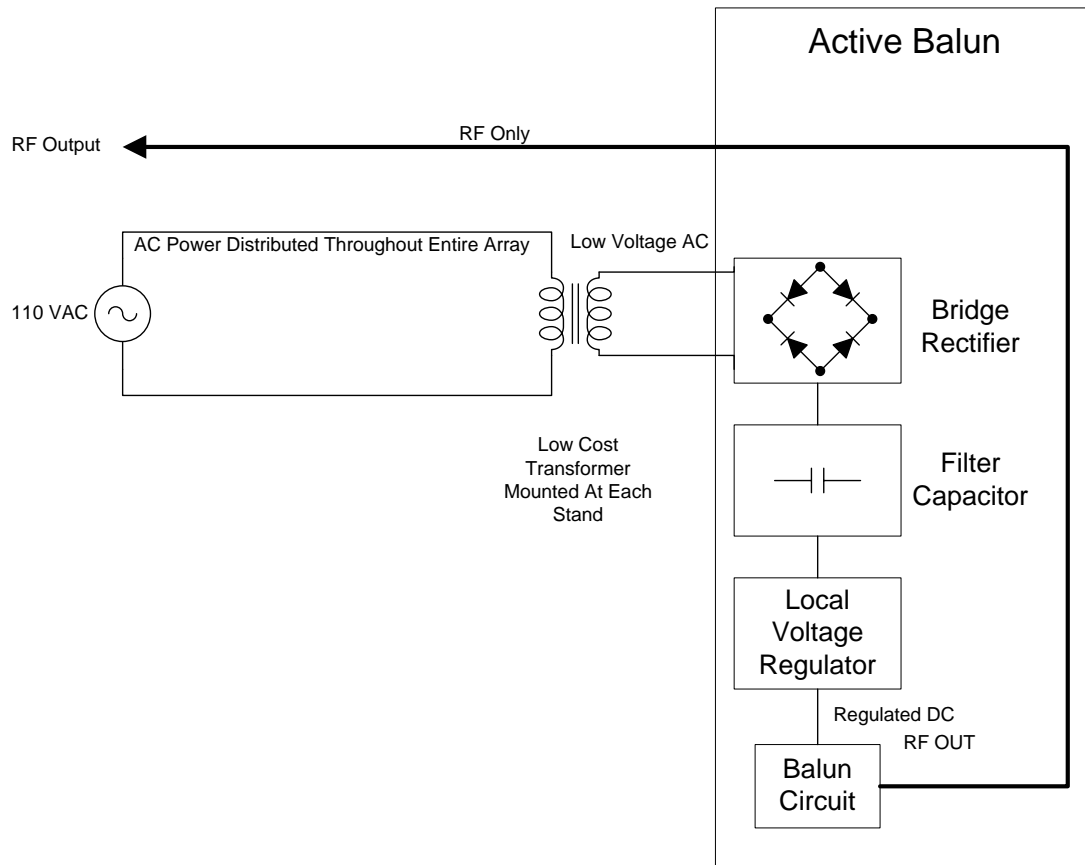 Active Balun
RF Only
RF Output
AC Power Distributed Throughout Entire Array
Low Voltage AC
110 VAC
Bridge
Rectifier
Low Cost
Transformer
Mounted At Each
Stand
Filter
Capacitor
Local
Voltage
Regulator
Regulated DC
RF OUT
Balun
Circuit